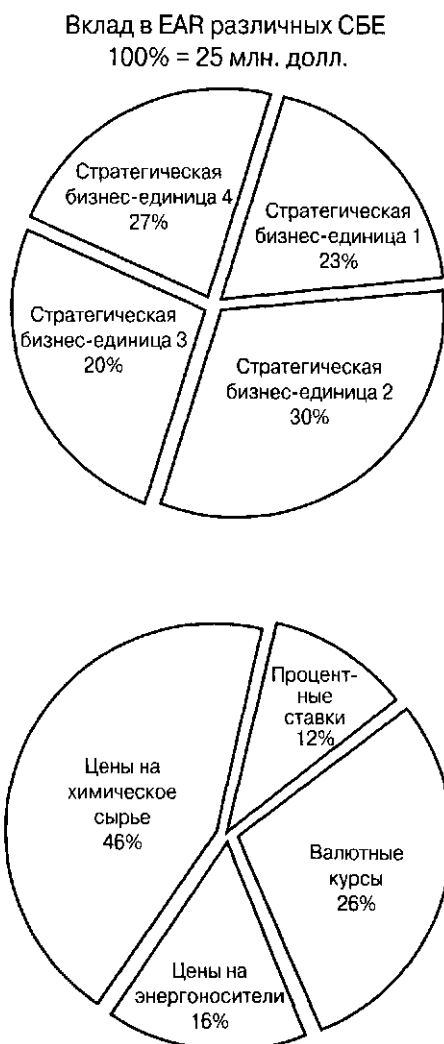 Вклад в EAR различных СБЕ
100% = 25 млн. долл.
Стратегическая
бизнес-единица 4
27%
Стратегическая
бизнес-единица 1
23%
Стратегическая
бизнес-единица 3
20%
Стратегическая
бизнес-единица 2
30%
Процент-
ные
ставки
12%
Цены на
химическое
сырье
46%
Валютные
курсы
26%
Цены на
энергоносители
16%